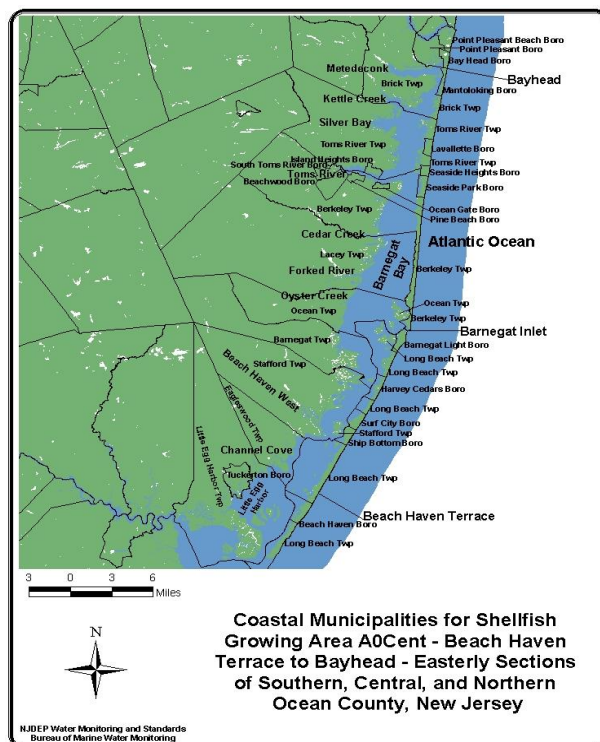 Point Pleasant Beach Boro
Point Pleasant Boro
Bay Head Boro
Metedeconk
Bayhead
Brick Twp
Mantoloking Boro
Kettle Creek
Brick Twp
Silver Bay
Toms River Twp
Toms River Twp
Lavallette Boro
Island Heights Boro
Toms River Twp
South Toms River Boro
Seaside Heights Boro
Toms River
Beachwood Boro
Seaside Park Boro
Berkeley Twp
Ocean Gate Boro
Pine Beach Boro
Cedar Creek
Atlantic Ocean
Lacey Twp
Barnegat Bay
Forked River
Berkeley Twp
Oyster Creek
Ocean Twp
Ocean Twp
Berkeley Twp
Barnegat Inlet
Barnegat Twp
Barnegat Light Boro
Long Beach Twp
Stafford Twp
Beach Haven West
Long Beach Twp
Harvey Cedars Boro
Eagleswood Twp
Long Beach Twp
Surf City Boro
Stafford Twp
Ship Bottom Boro
Little Egg Harbor Twp
Channel Cove
Tuckerton Boro
Long Beach Twp
Little Egg
Harbor
Beach Haven Terrace
Beach Haven Boro
Long Beach Twp
3 0 3 6
Miles
N
Coastal Municipalities for Shellfish
Growing Area A0Cent - Beach Haven
Terrace to Bayhead - Easterly Sections
of Southern, Central, and Northern
Ocean County, New Jersey
NJDEP Water Monitoring and Standards
Bureau of Marine Water Monitoring